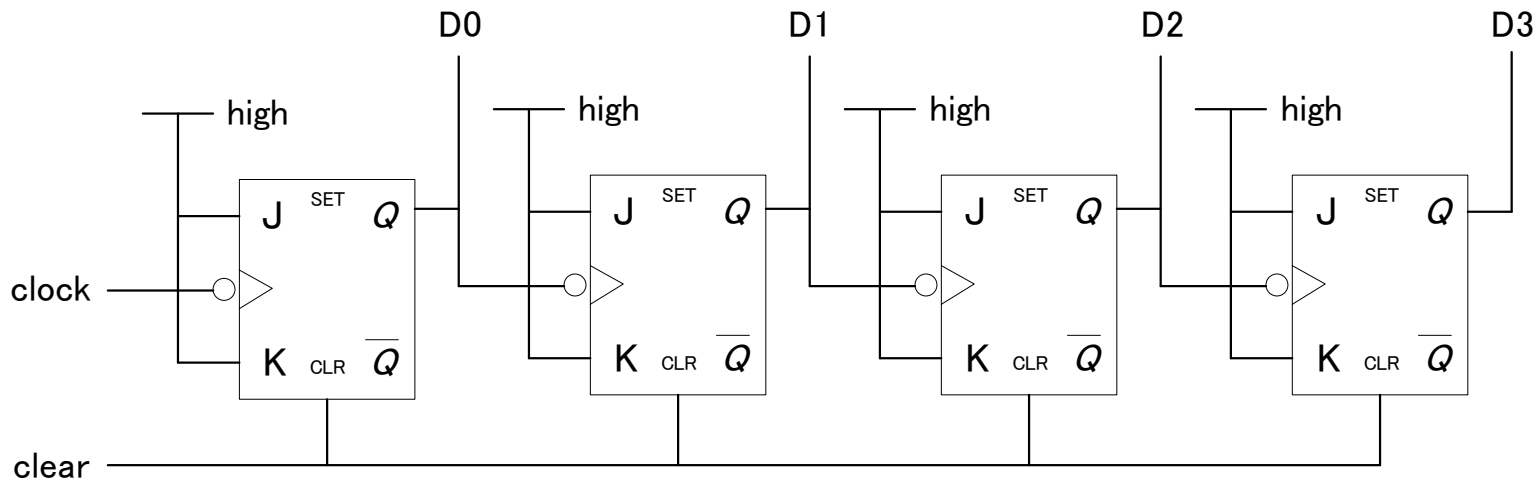 D0 D1 D2 D3
high high high high
J SET Q J SET Q J SET Q J SET Q
clock
K CLR Q K CLR Q K CLR Q K CLR Q
clear